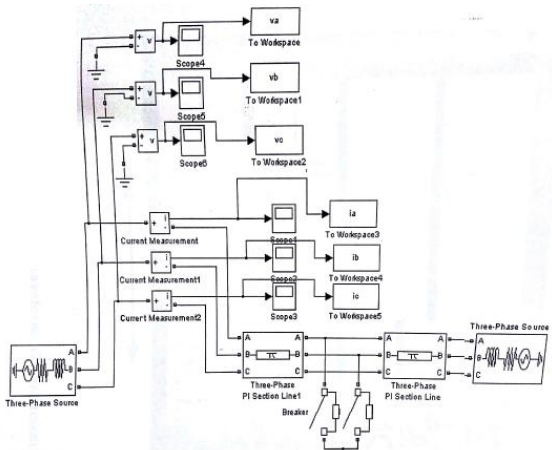 va
To Workspace
Scope4
vb
To Workspace1
Scope5
vc
To Workspace2
Scope6
ia
To Workspace3
Scope1
Current Measurement
ib
To Workspace4
Scope2
Current Measurement1
ic
To Workspace5
Scope3
Current Measurement2
Three-Phase Source
A
B
C
Three-Phase Source
A
B
C
A
B
C
Three-Phase
PI Section Line1
A
B
C
A
B
C
Three-Phase
PI Section Line
A
B
C
Breaker